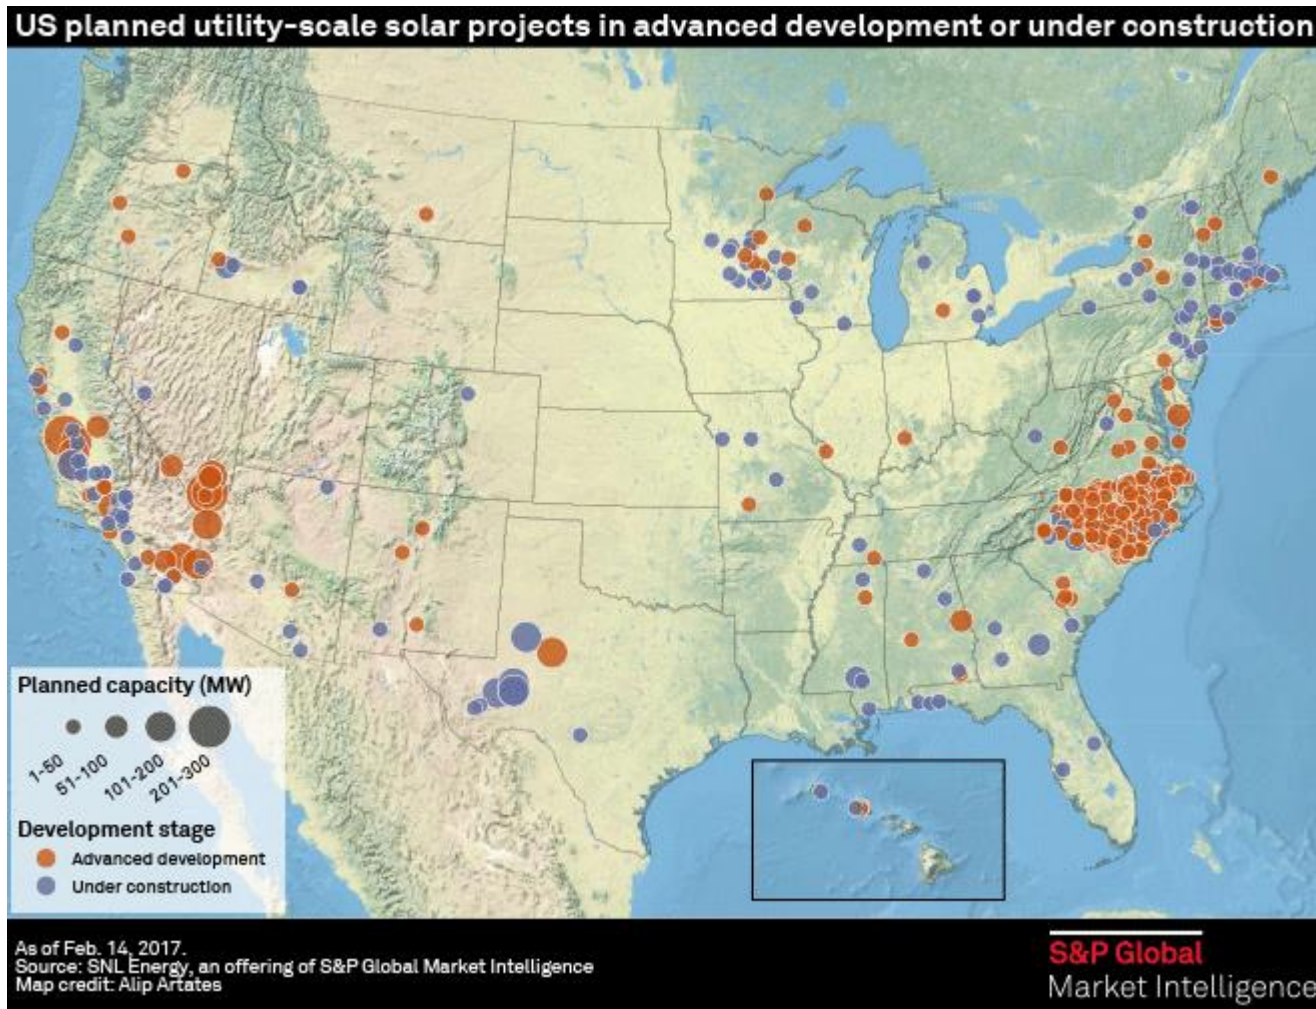 US planned utility-scale solar projects in advanced development or under construction
Planned capacity (MW)
1-50
51-100
101-200
201-300
Development stage
Advanced development
Under construction
As of Feb. 14, 2017.
Source: SNL Energy, an offering of S&P Global Market Intelligence
Map credit: Alip Artates
S&P Global
Market Intelligence